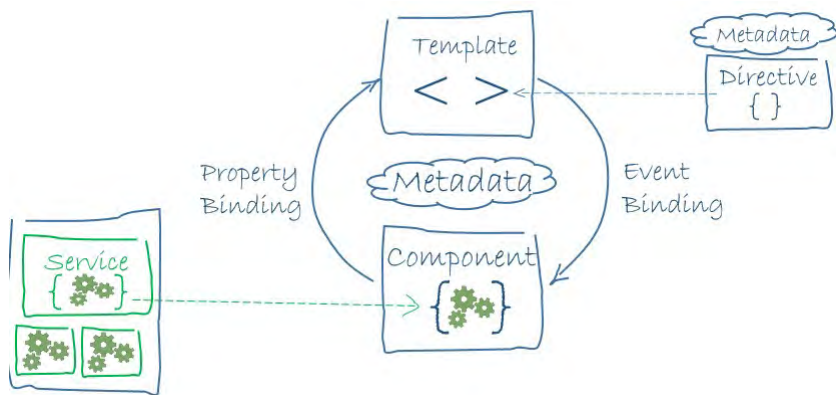 Template
< >
Metadata
Directive
{ }
Property
Binding
Metadata
Event
Binding
Service
{ }
Component
{ }